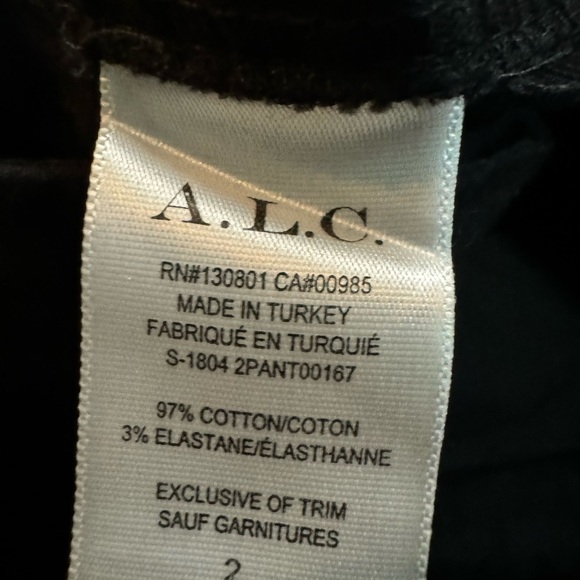 A.L.C.
RN#130801 CA#00985
MADE IN TURKEY
FABRIQUÉ EN TURQUIÉ
S-1804 2PANT00167
97% COTTON/COTON
3% ELASTANE/ÉLASTHANNE
EXCLUSIVE OF TRIM
SAUF GARNITURES
2